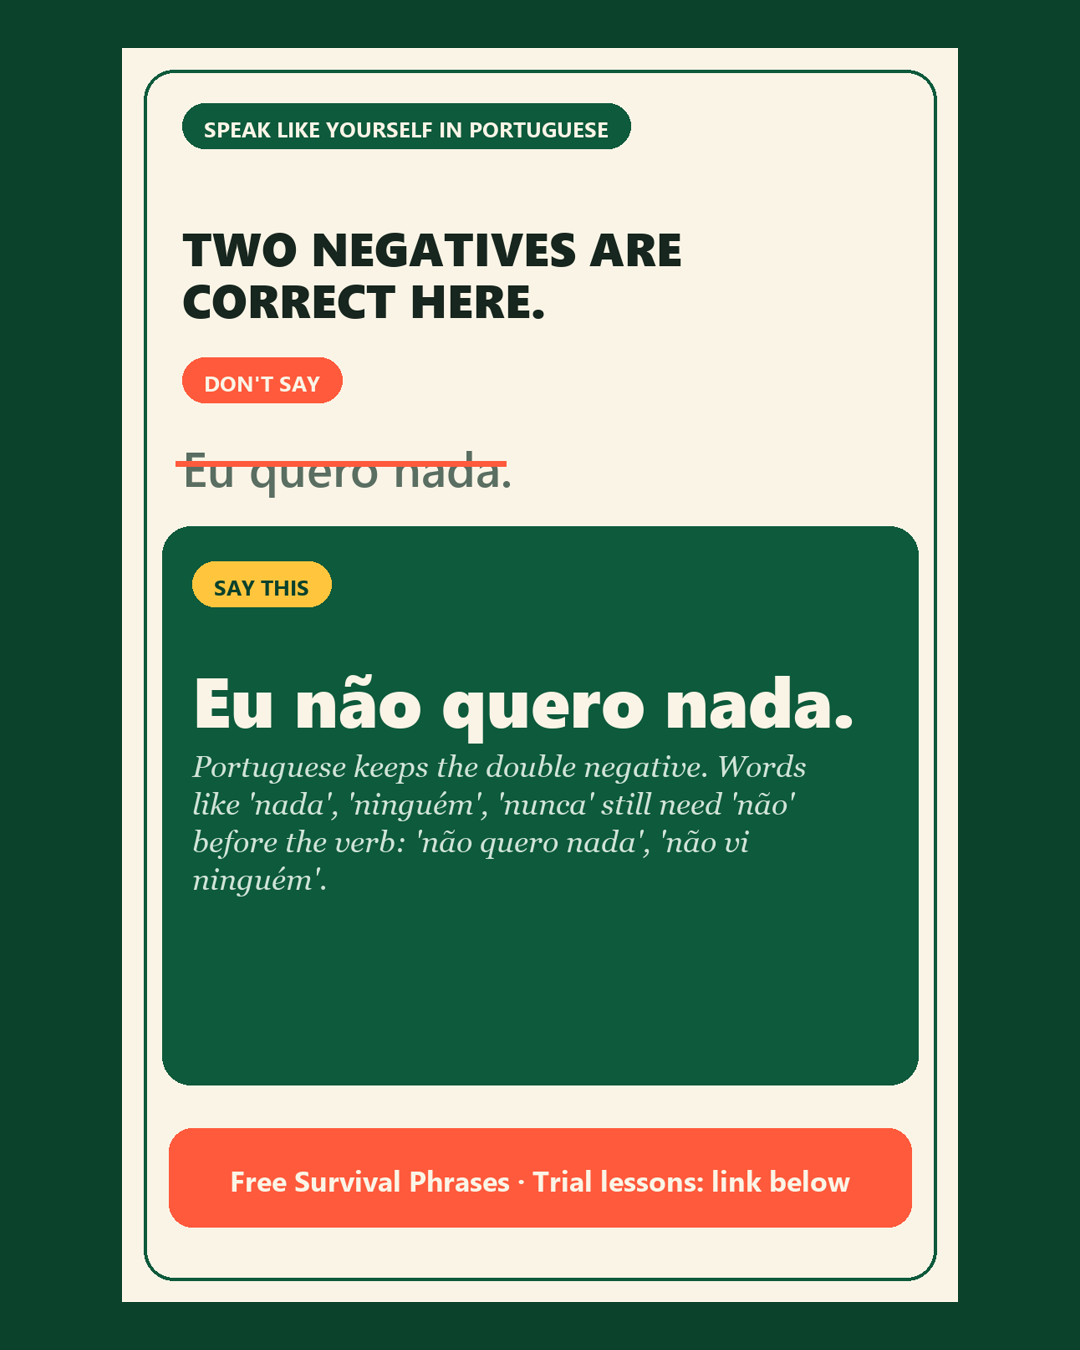 SPEAK LIKE YOURSELF IN PORTUGUESE
TWO NEGATIVES ARE
CORRECT HERE.
DON'T SAY
Eu quero nada.
SAY THIS
Eu não quero nada.
Portuguese keeps the double negative. Words
like 'nada', 'ninguém', 'nunca' still need 'não'
before the verb: 'não quero nada', 'não vi
ninguém'.
Free Survival Phrases · Trial lessons: link below